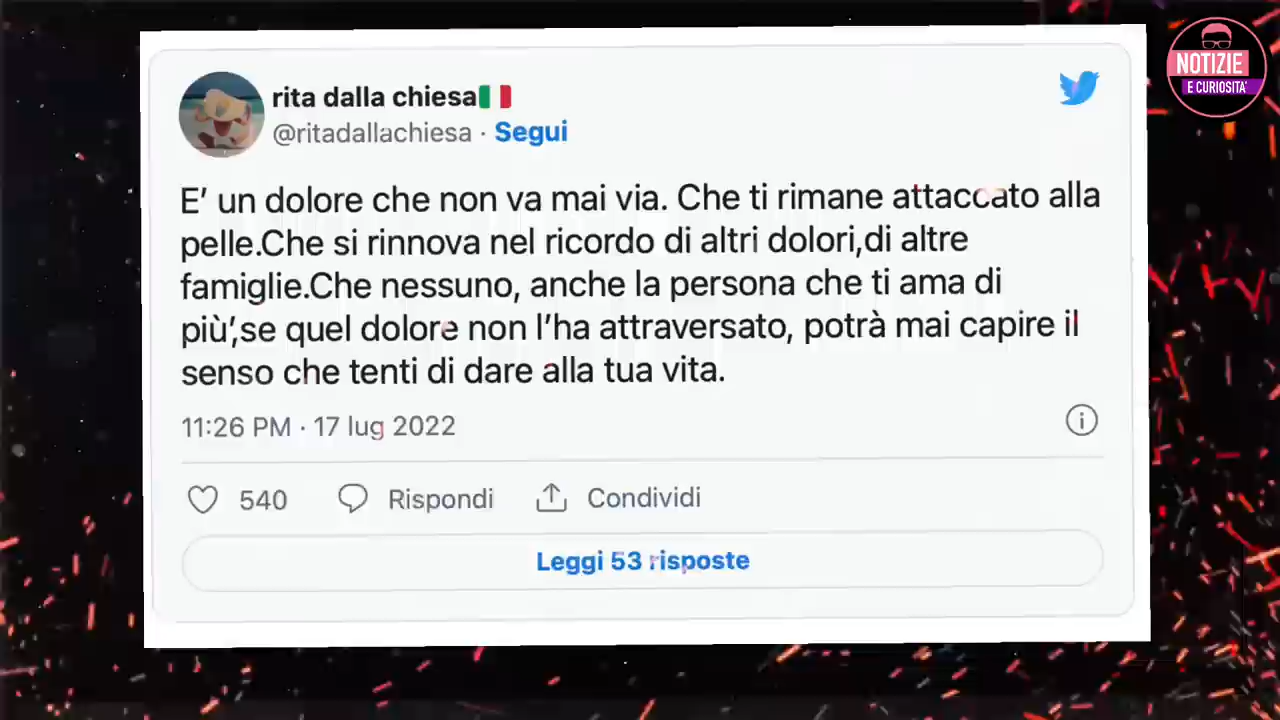 NOTIZIE
E CURIOSITA'
rita dalla chiesa🇮🇹
@ritadallachiesa · Segui
E’ un dolore che non va mai via. Che ti rimane attaccato alla
pelle.Che si rinnova nel ricordo di altri dolori,di altre
famiglie.Che nessuno, anche la persona che ti ama di
più’,se quel dolore non l’ha attraversato, potrà mai capire il
senso che tenti di dare alla tua vita.
11:26 PM · 17 lug 2022
540 Rispondi Condividi
Leggi 53 risposte